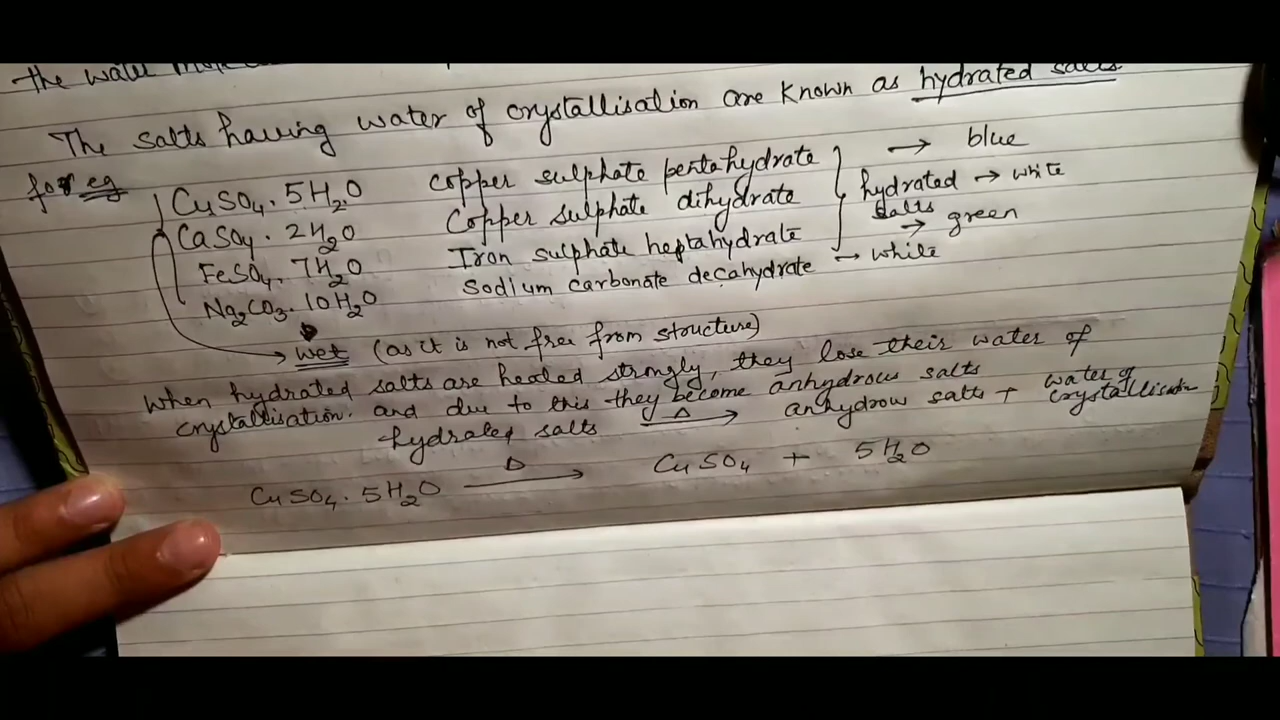 the water
The salts having water of crystallisation are known as hydrated salts
for eg
CuSO4. 5H2O copper sulphate pentahydrate → blue
CaSO4. 2H2O Copper sulphate dihydrate hydrated salts → white
FeSO4. 7H2O Iron sulphate heptahydrate → green
Na2CO3. 10H2O sodium carbonate decahydrate → white
→ wet (as it is not free from structure)
when hydrated salts are heated strongly, they lose their water of
crystallisation. and due to this they become anhydrous salts
hydrated salts Δ→ anhydrow salts + water of crystallisation
CuSO4. 5H2O Δ→ CuSO4 + 5H2O